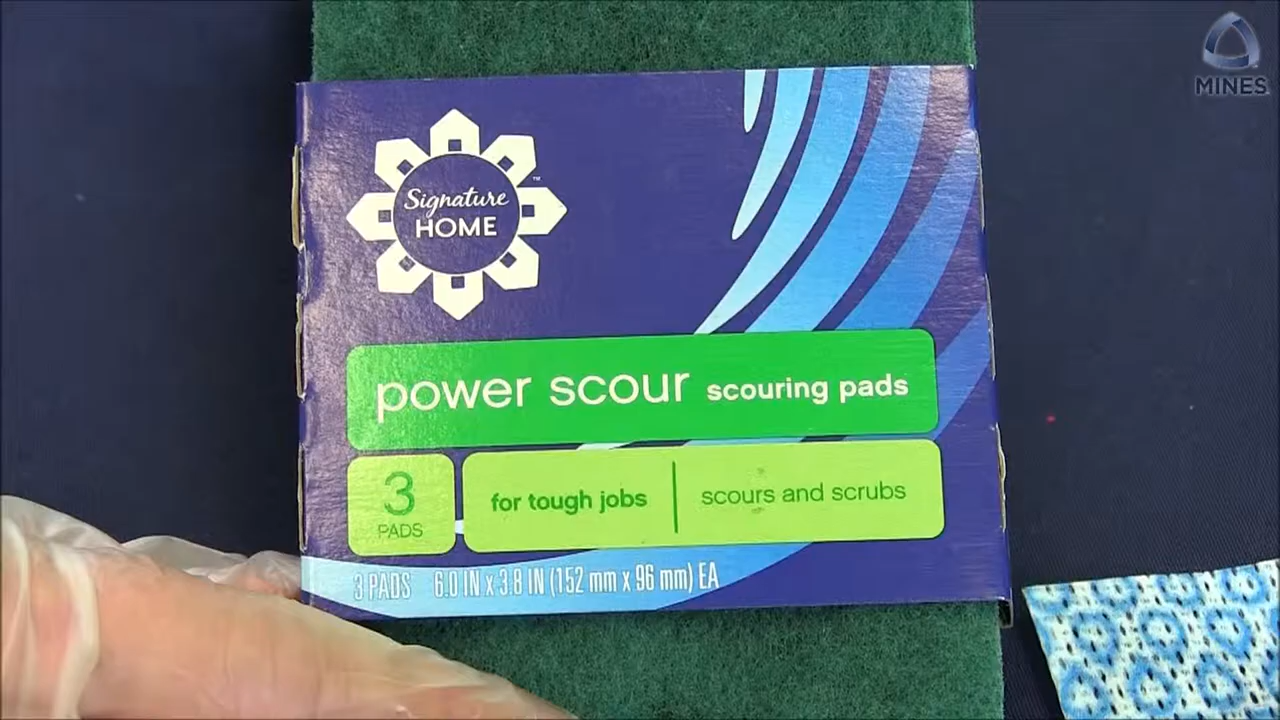 MINES
Signature
HOME
™
power scour scouring pads
3
PADS
for tough jobs | scours and scrubs
3 PADS 6.0 IN x 3.8 IN (152 mm x 96 mm) EA